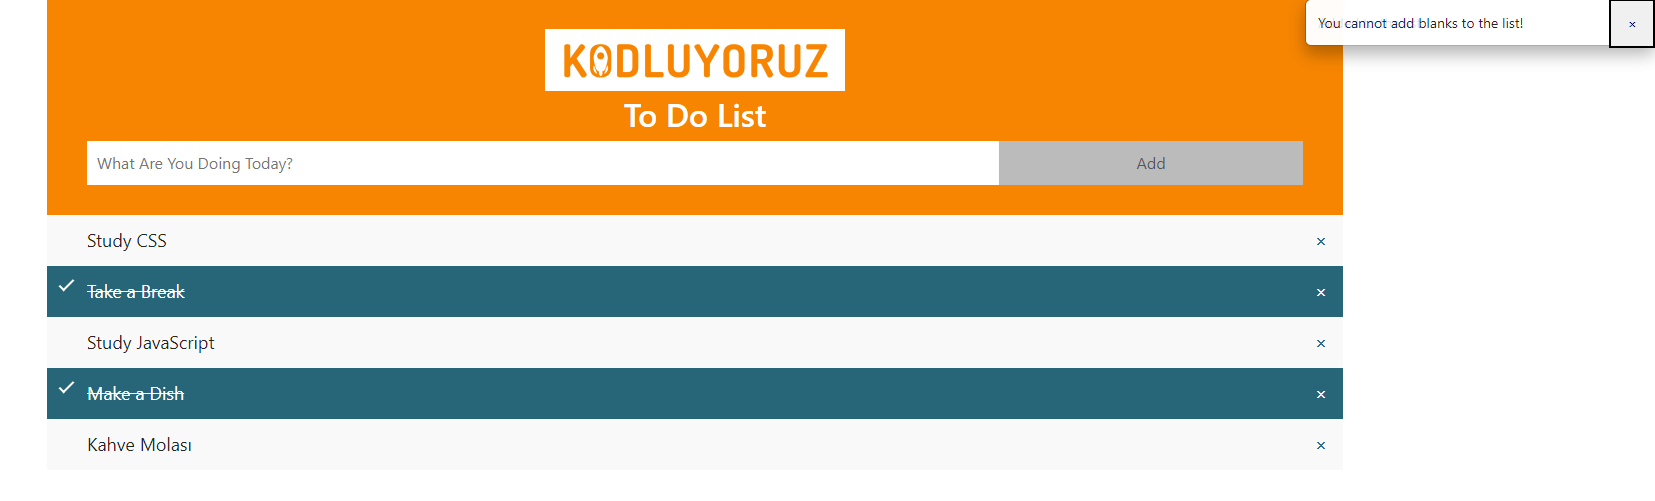 You cannot add blanks to the list! ×
KODLUYORUZ
To Do List
What Are You Doing Today? Add
Study CSS ×
Take a Break ×
Study JavaScript ×
Make a Dish ×
Kahve Molası ×